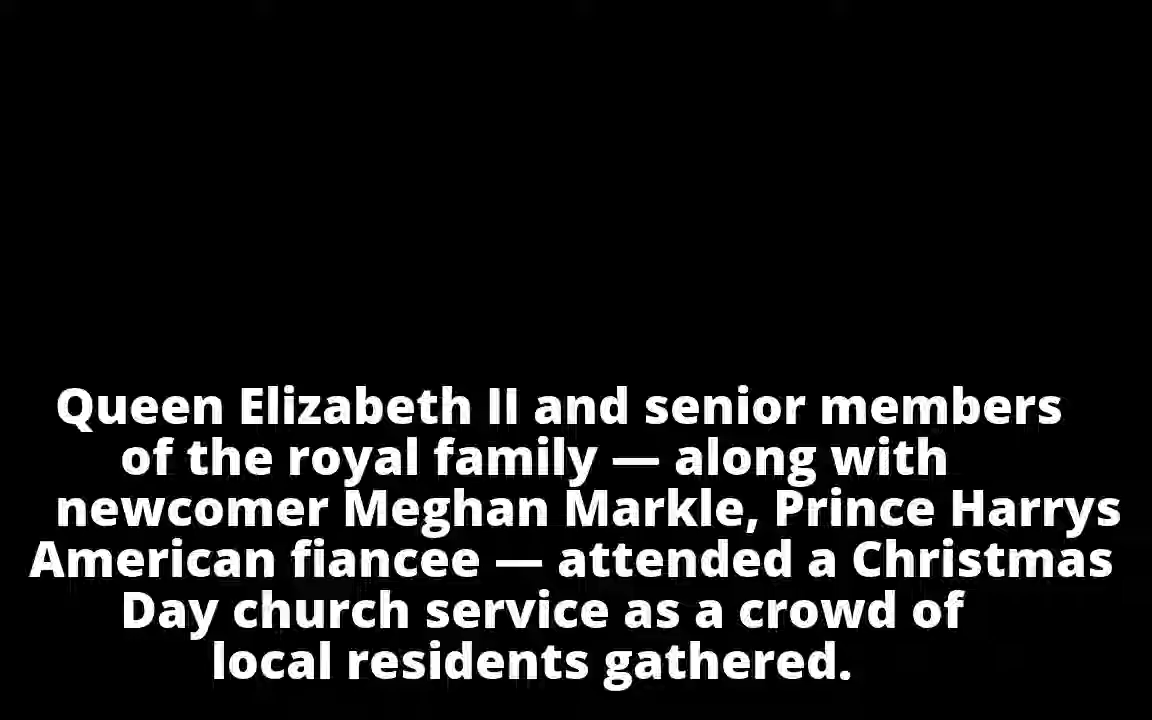 Queen Elizabeth II and senior members
of the royal family — along with
newcomer Meghan Markle, Prince Harrys
American fiancee — attended a Christmas
Day church service as a crowd of
local residents gathered.